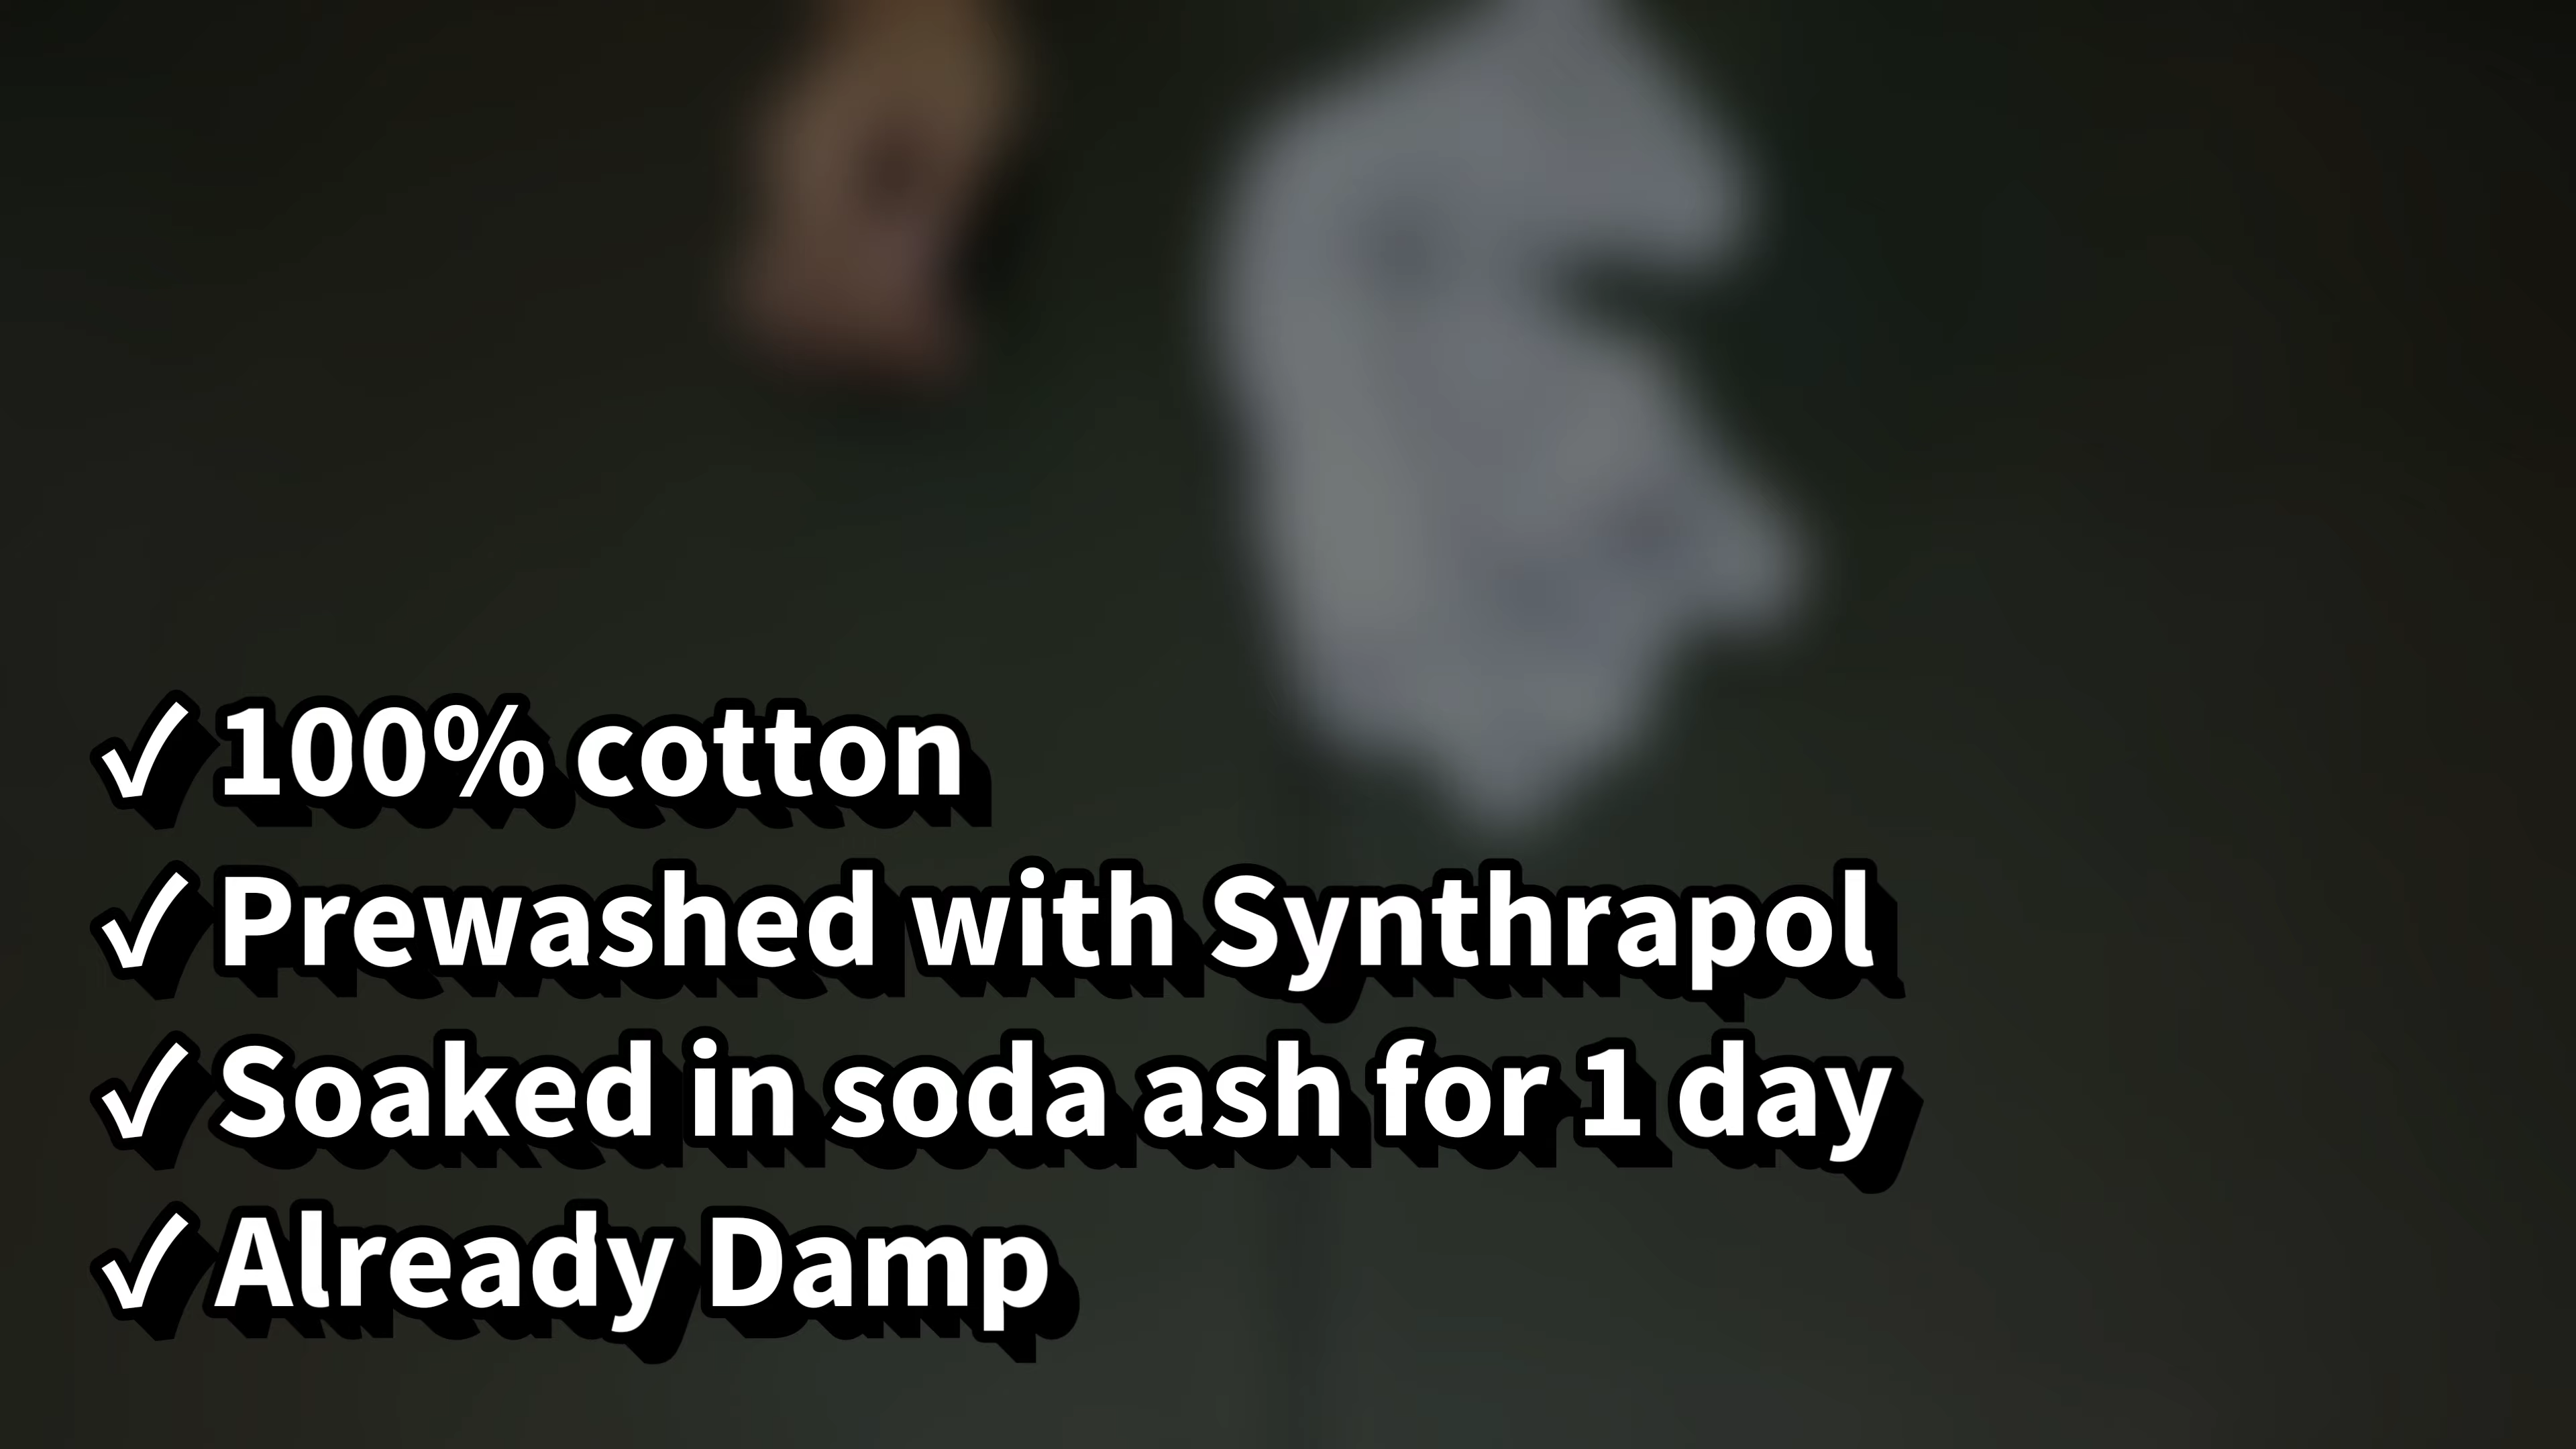 ✓ 100% cotton
✓ Prewashed with Synthrapol
✓ Soaked in soda ash for 1 day
✓ Already Damp